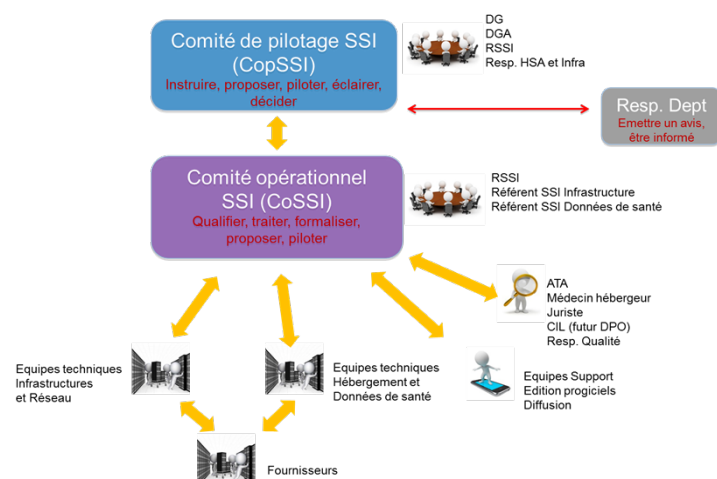 Comité de pilotage SSI
(CopSSI)
Instruire, proposer, piloter, éclairer,
décider
DG
DGA
RSSI
Resp. HSA et Infra
Resp. Dept
Emettre un avis,
être informé
Comité opérationnel
SSI (CoSSI)
Qualifier, traiter, formaliser,
proposer, piloter
RSSI
Référent SSI Infrastructure
Référent SSI Données de santé
ATA
Médecin hébergeur
Juriste
CIL (futur DPO)
Resp. Qualité
Equipes techniques
Infrastructures
et Réseau
Equipes techniques
Hébergement et
Données de santé
Equipes Support
Edition progiciels
Diffusion
Fournisseurs